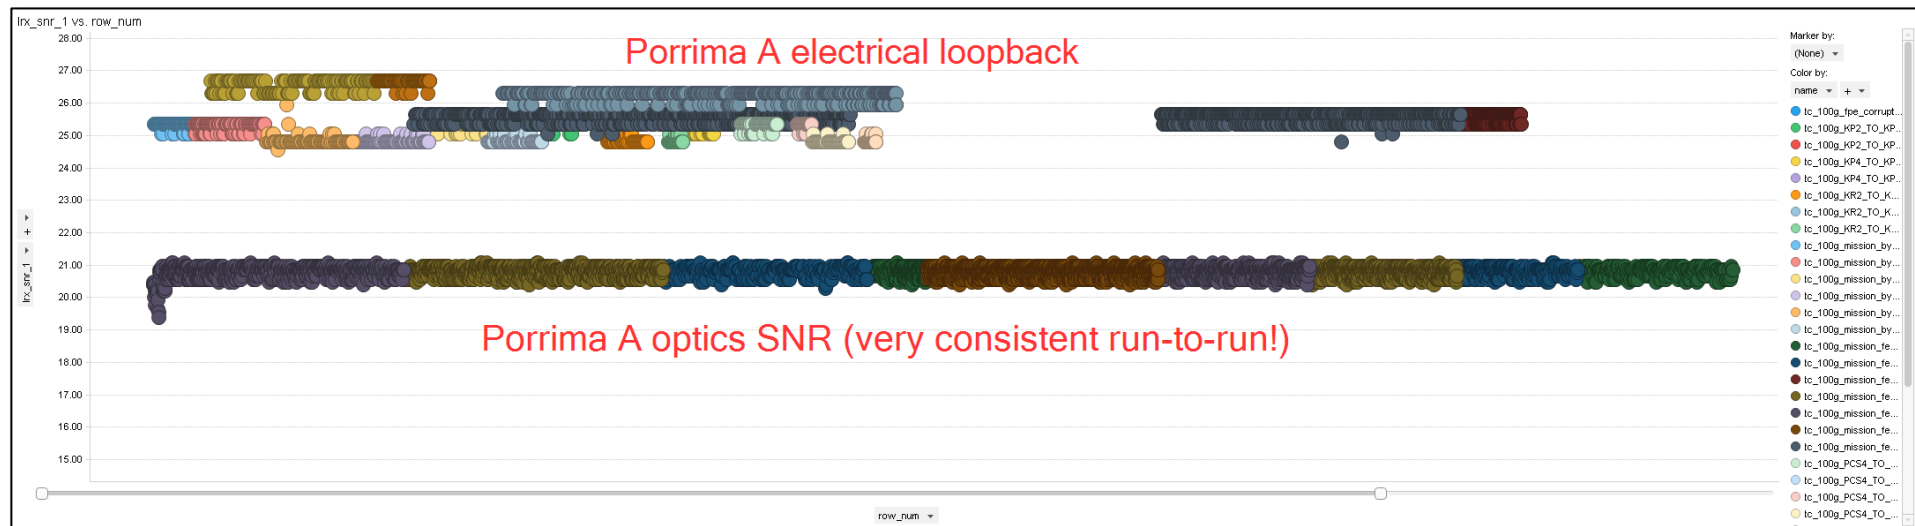 lrx_snr_1 vs. row_num
28.00
27.00
26.00
25.00
24.00
23.00
22.00
21.00
20.00
19.00
18.00
17.00
16.00
15.00
lrx_snr_1
+
Porrima A electrical loopback
Porrima A optics SNR (very consistent run-to-run!)
row_num
Marker by:
(None)
Color by:
name
+
tc_100g_fpe_corrupt...
tc_100g_KP2_TO_KP...
tc_100g_KP2_TO_KP...
tc_100g_KP4_TO_KP...
tc_100g_KP4_TO_KP...
tc_100g_KR2_TO_K...
tc_100g_KR2_TO_K...
tc_100g_KR2_TO_K...
tc_100g_mission_by...
tc_100g_mission_by...
tc_100g_mission_by...
tc_100g_mission_by...
tc_100g_mission_by...
tc_100g_mission_by...
tc_100g_mission_fe...
tc_100g_mission_fe...
tc_100g_mission_fe...
tc_100g_mission_fe...
tc_100g_mission_fe...
tc_100g_mission_fe...
tc_100g_mission_fe...
tc_100g_PCS4_TO_...
tc_100g_PCS4_TO_...
tc_100g_PCS4_TO_...
tc_100g_PCS4_TO_...